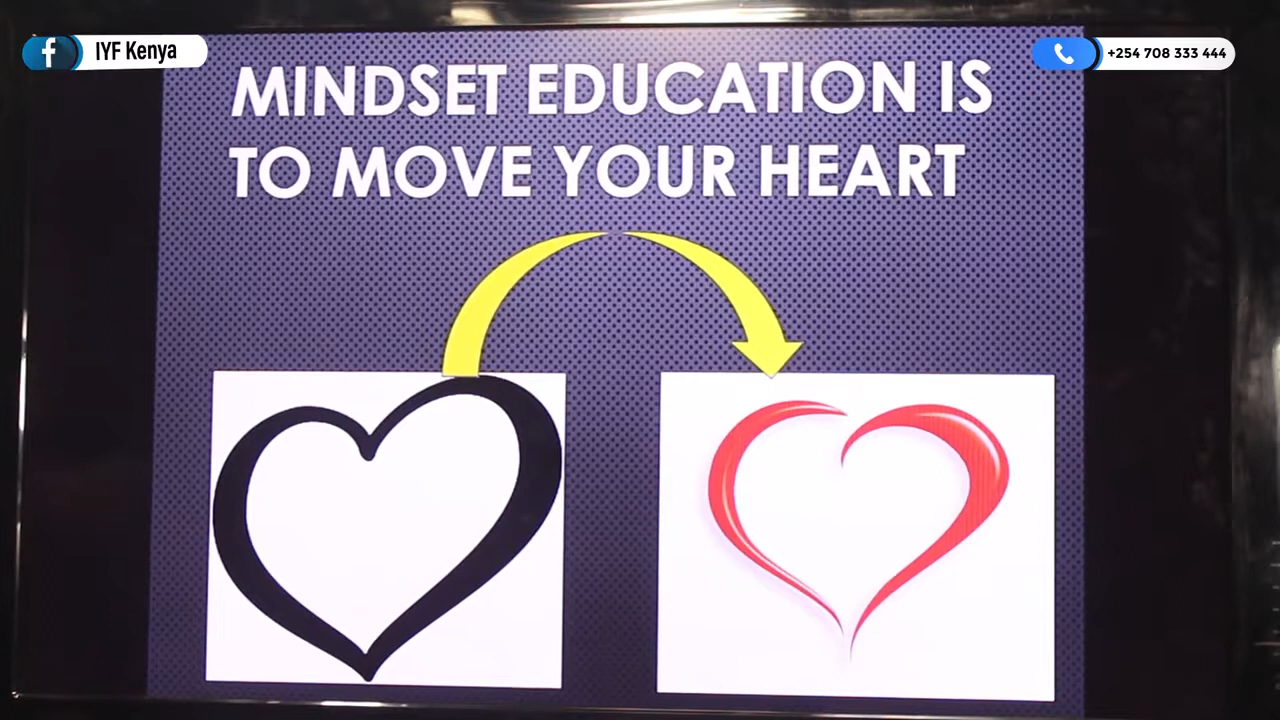 IYF Kenya
+254 708 333 444
MINDSET EDUCATION IS
TO MOVE YOUR HEART